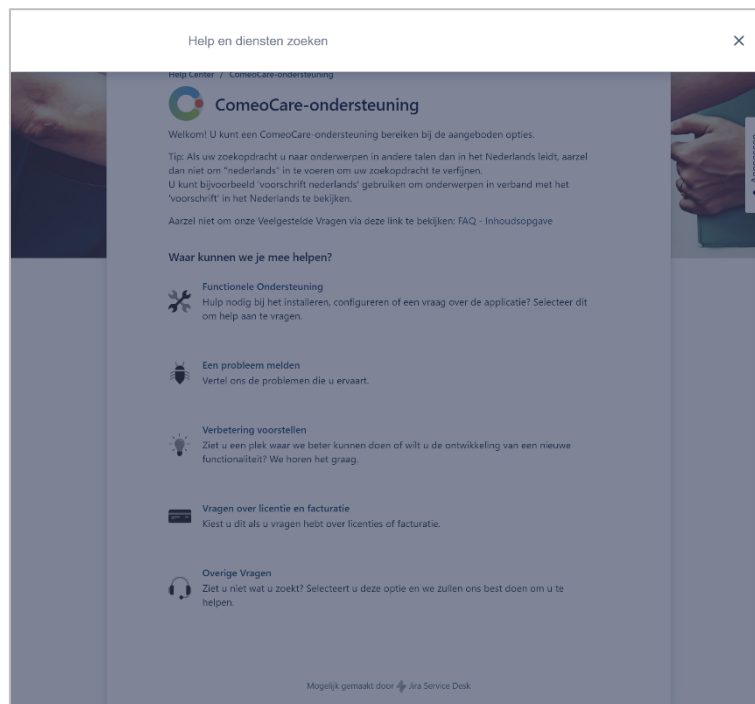 Help en diensten zoeken
Help Center / ComeoCare-ondersteuning
ComeoCare-ondersteuning
Welkom! U kunt een ComeoCare-ondersteuning bereiken bij de aangeboden opties.
Tip: Als uw zoekopdracht u naar onderwerpen in andere talen dan in het Nederlands leidt, aarzel
dan niet om "nederlands" in te voeren om uw zoekopdracht te verfijnen.
U kunt bijvoorbeeld 'voorschrift nederlands' gebruiken om onderwerpen in verband met het
'voorschrift' in het Nederlands te bekijken.
Aarzel niet om onze Veelgestelde Vragen via deze link te bekijken: FAQ - Inhoudsopgave
Waar kunnen we je mee helpen?
Functionele Ondersteuning
Hulp nodig bij het installeren, configureren of een vraag over de applicatie? Selecteer dit
om help aan te vragen.
Een probleem melden
Vertel ons de problemen die u ervaart.
Verbetering voorstellen
Ziet u een plek waar we beter kunnen doen of wilt u de ontwikkeling van een nieuwe
functionaliteit? We horen het graag.
Vragen over licentie en facturatie
Kiest u dit als u vragen hebt over licenties of facturatie.
Overige Vragen
Ziet u niet wat u zoekt? Selecteert u deze optie en we zullen ons best doen om u te
helpen.
Mogelijk gemaakt door Jira Service Desk